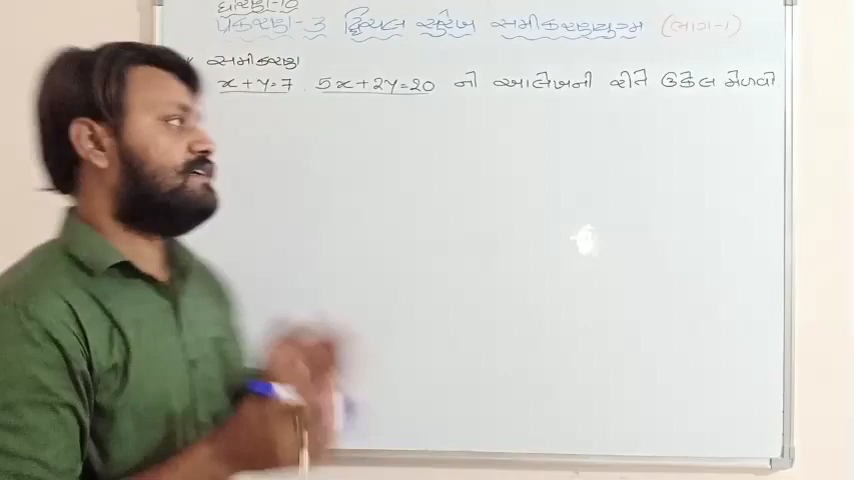 ધોરણ-10
પ્રકરણ-3 દ્વિચલ સુરેખ સમીકરણયુગ્મ (ભાગ-1)
સમીકરણ
x+y=7 5x+2y=20 નો આલેખની રીતે ઉકેલ મેળવો